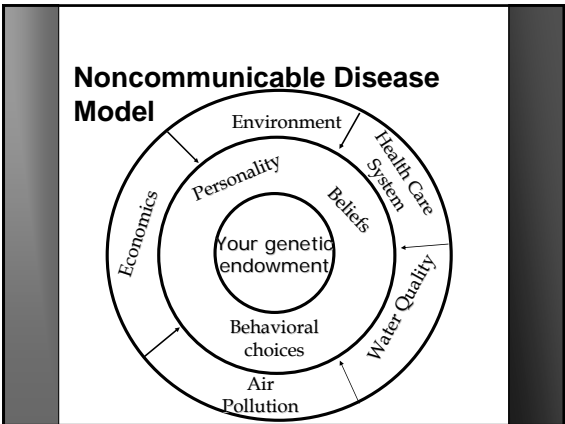 Noncommunicable Disease
Model
Environment
Health Care
System
Personality
Beliefs
Economics
Your genetic
endowment
Water Quality
Behavioral
choices
Air
Pollution